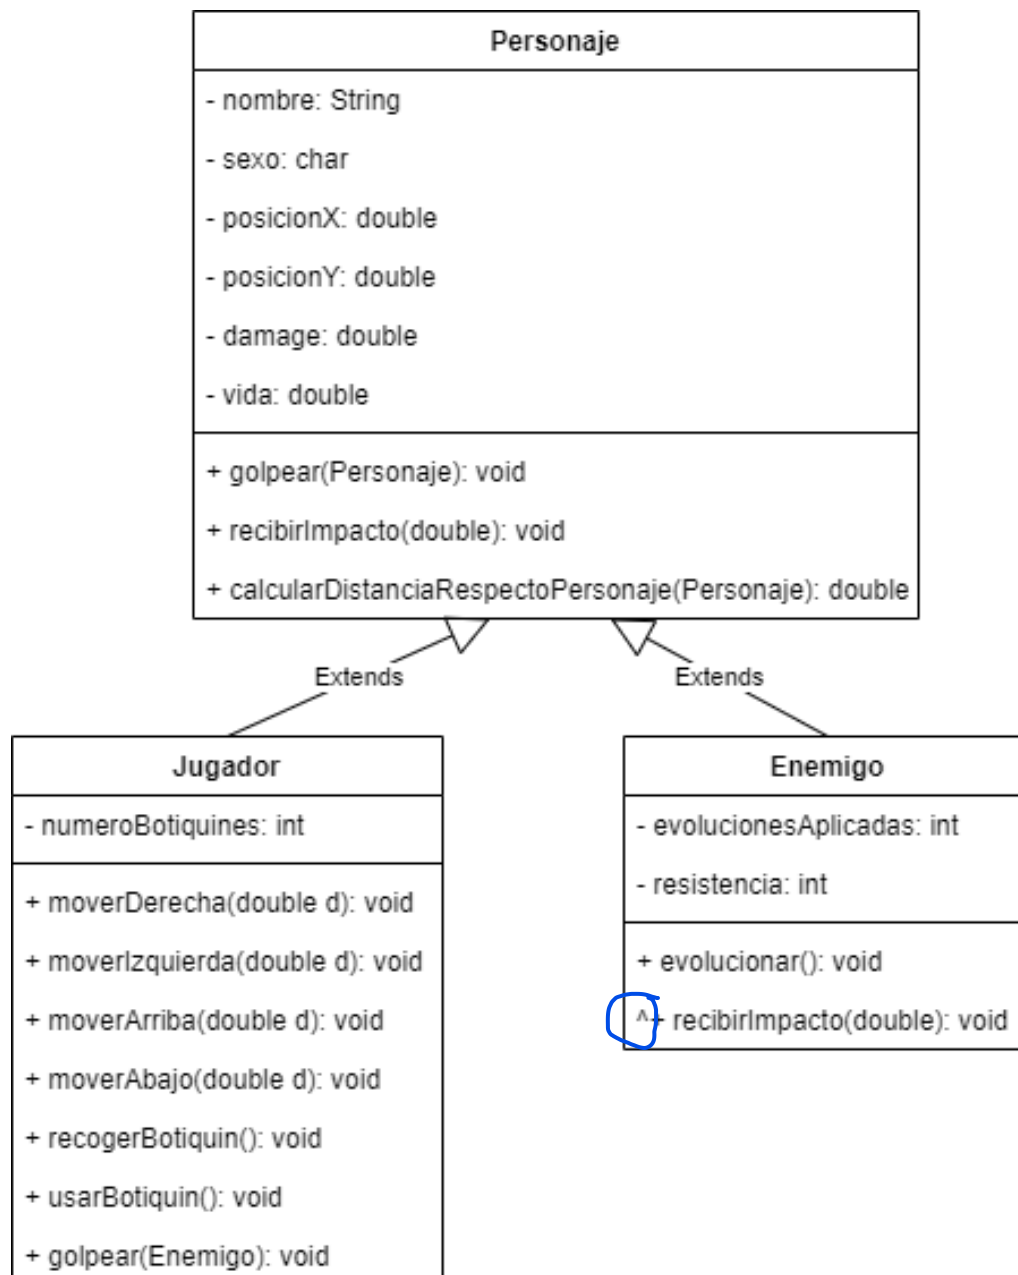 Personaje
- nombre: String
- sexo: char
- posicionX: double
- posicionY: double
- damage: double
- vida: double
+ golpear(Personaje): void
+ recibirImpacto(double): void
+ calcularDistanciaRespectoPersonaje(Personaje): double
Extends
Extends
Jugador
- numeroBotiquines: int
+ moverDerecha(double d): void
+ moverIzquierda(double d): void
+ moverArriba(double d): void
+ moverAbajo(double d): void
+ recogerBotiquin(): void
+ usarBotiquin(): void
+ golpear(Enemigo): void
Enemigo
- evolucionesAplicadas: int
- resistencia: int
+ evolucionar(): void
^+ recibirImpacto(double): void